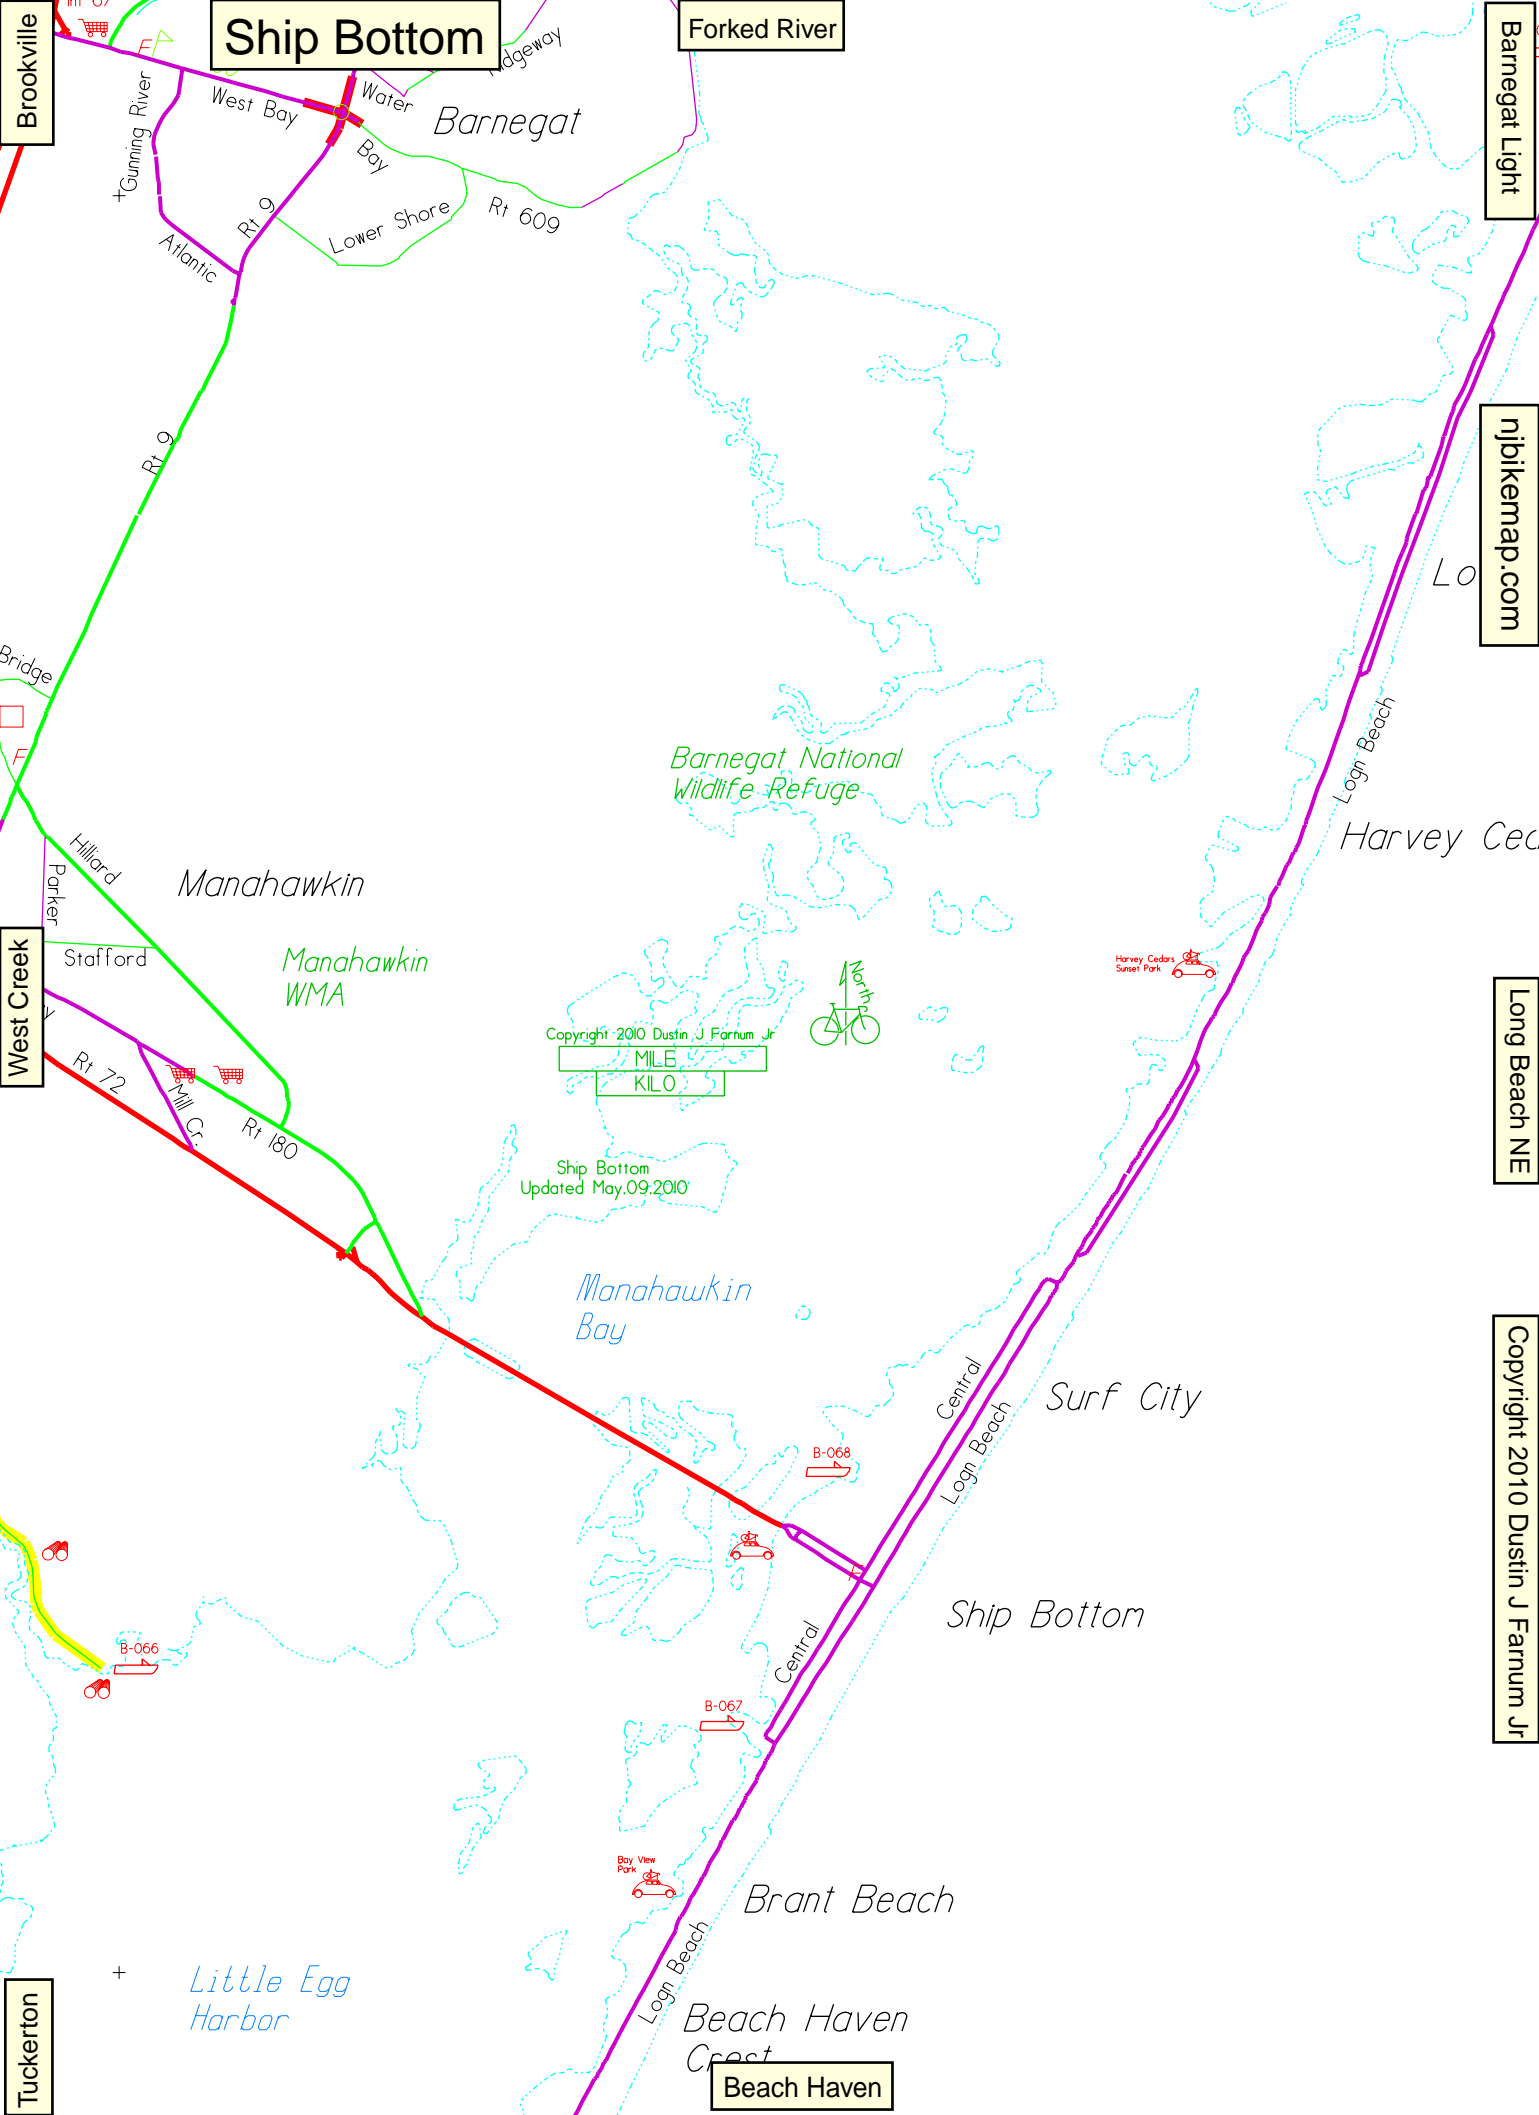 Brookville
Ship Bottom
Forked River
Barnegat Light
F
Water
West Bay
Gunning River
Barnegat
Bay
Rt 9
Lower Shore
Rt 609
Atlantic
Rt 9
njbikemap.com
Lo
Bridge
F
Logn Beach
Barnegat National
Wildlife Refuge
Harvey Ced
Hilliard
Parker
Manahawkin
Stafford
West Creek
Manahawkin
WMA
Harvey Cedars
Sunset Park
North
Long Beach NE
Copyright 2010 Dustin J Farnum Jr
MILE
KILO
Rt 72
Mill Cr.
Rt 180
Ship Bottom
Updated May.09.2010
Manahawkin
Bay
Central
Surf City
Logn Beach
Copyright 2010 Dustin J Farnum Jr
B-068
Ship Bottom
Central
B-066
B-067
Bay View
Park
Brant Beach
Logn Beach
Little Egg
Harbor
Beach Haven
Crest
Tuckerton
Beach Haven